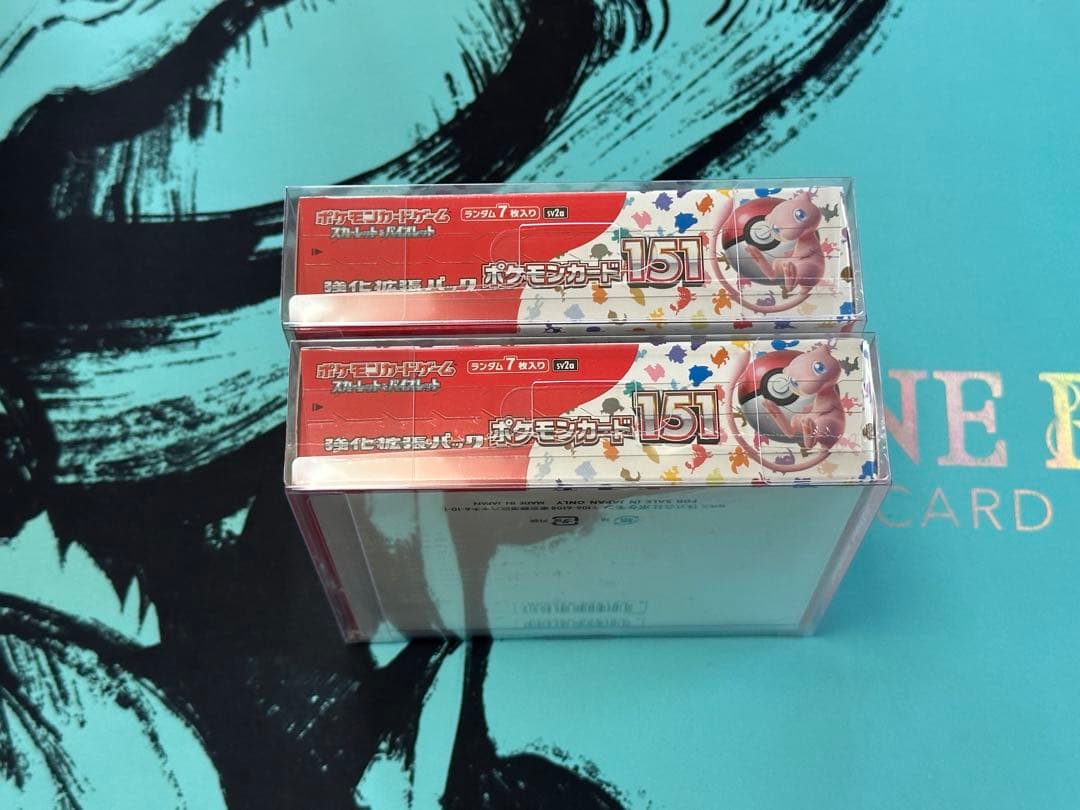 ポケモンカードゲーム
スカーレット&バイオレット
ランダム7枚入り sv2a
強化拡張パック ポケモンカード151
ポケモンカードゲーム
スカーレット&バイオレット
ランダム7枚入り sv2a
強化拡張パック ポケモンカード151
FOR SALE IN JAPAN ONLY MADE IN JAPAN
NE
CARD